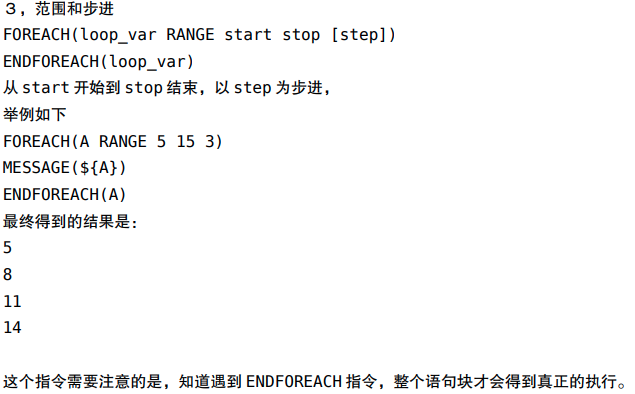 ３，范围和步进
FOREACH(loop_var RANGE start stop [step])
ENDFOREACH(loop_var)
从 start 开始到 stop 结束，以 step 为步进，
举例如下
FOREACH(A RANGE 5 15 3)
MESSAGE(${A})
ENDFOREACH(A)
最终得到的结果是：
5
8
11
14
这个指令需要注意的是，知道遇到 ENDFOREACH 指令，整个语句块才会得到真正的执行。